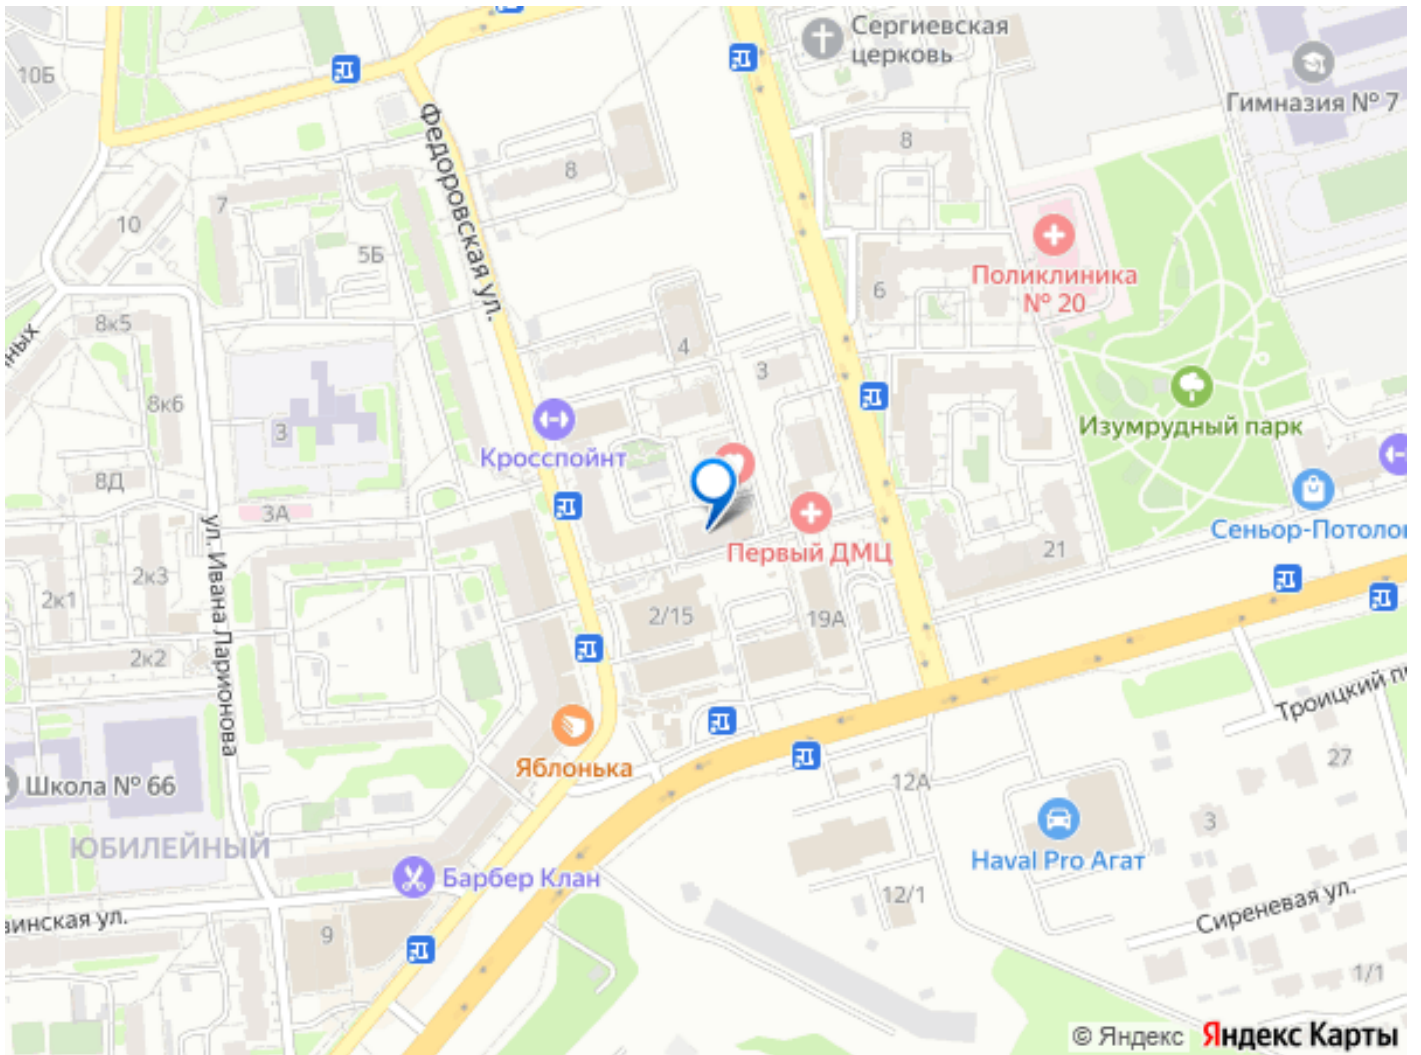 Сергиевская
церковь
10Б
Гимназия № 7
Федоровская ул.
8
8
7
10
5Б
Поликлиника
№ 20
6
8к5
4
3
8к6
3
Изумрудный парк
Кросспойнт
8Д
3А
Сеньор-Потолок
Первый ДМЦ
21
ул. Ивана Ларионова
2к3
2к1
2/15
19А
2к2
Троицкий
Яблонька
27
12А
Школа № 66
3
ЮБИЛЕЙНЫЙ
Haval Pro Агат
Барбер Клан
12/1
Сиреневая ул.
ул.
9
1/1
© Яндекс Яндекс Карты